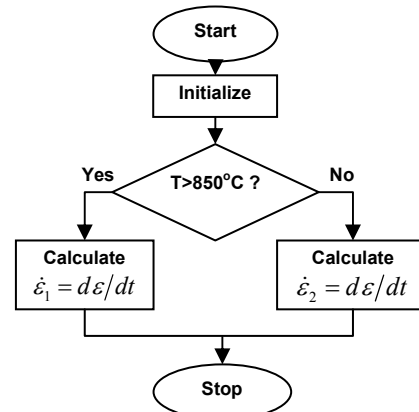 Start
Initialize
T>850°C ?
Yes
No
Calculate
ε̇₁ = dε/dt
Calculate
ε̇₂ = dε/dt
Stop